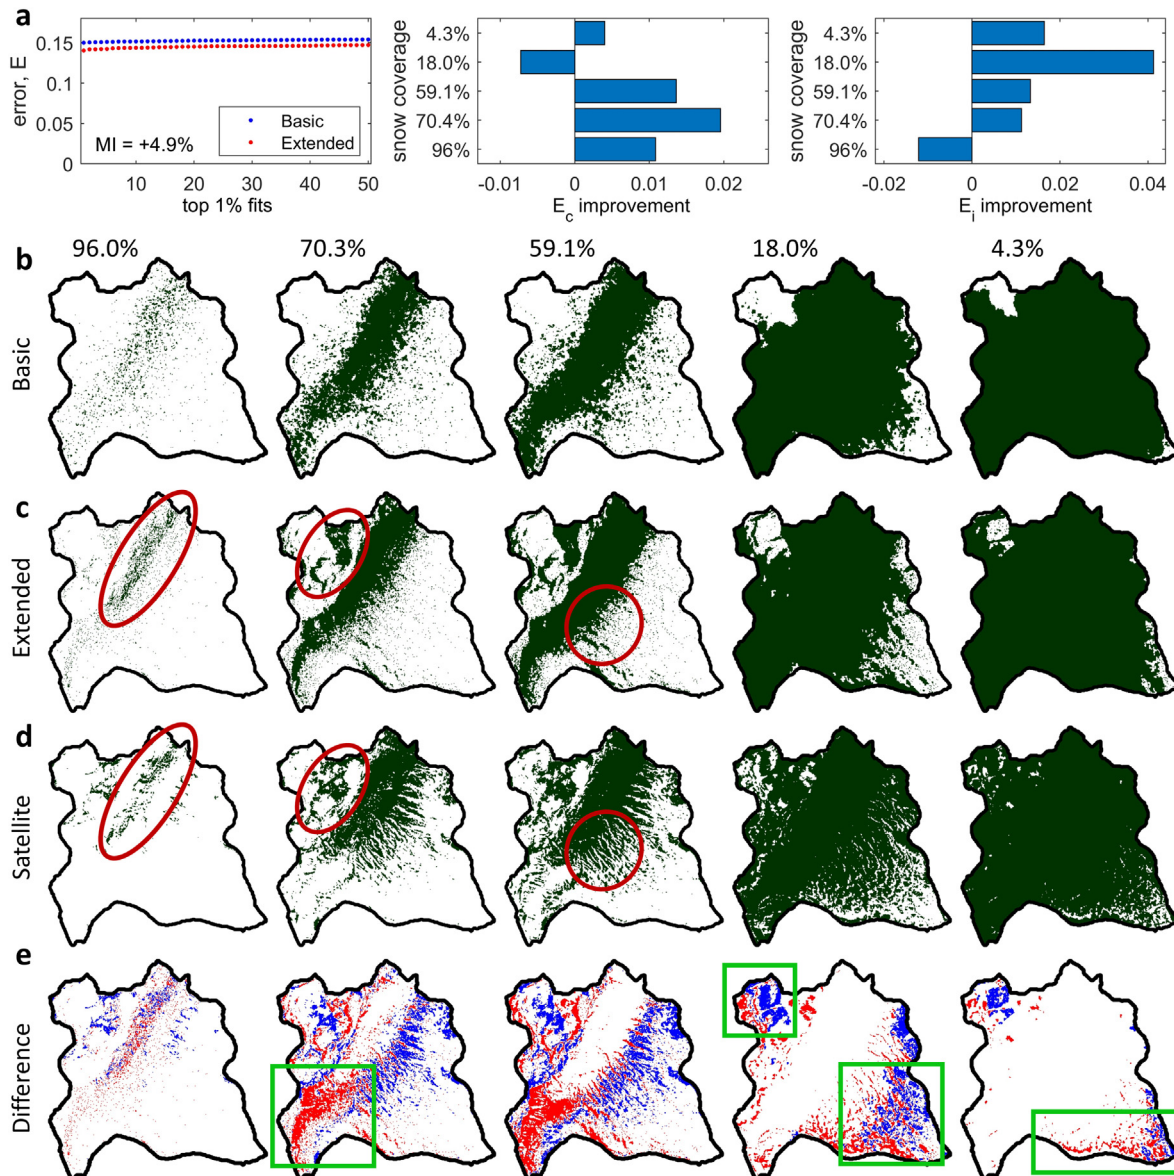 a
error, E
0.15
0.1
0.05
0
MI = +4.9%
Basic
Extended
10
20
30
40
50
top 1% fits
snow coverage
4.3%
18.0%
59.1%
70.4%
96%
-0.01
0
0.01
0.02
E_c improvement
snow coverage
4.3%
18.0%
59.1%
70.4%
96%
-0.02
0
0.02
0.04
E_i improvement
96.0%
70.3%
59.1%
18.0%
4.3%
b
Basic
c
Extended
d
Satellite
e
Difference